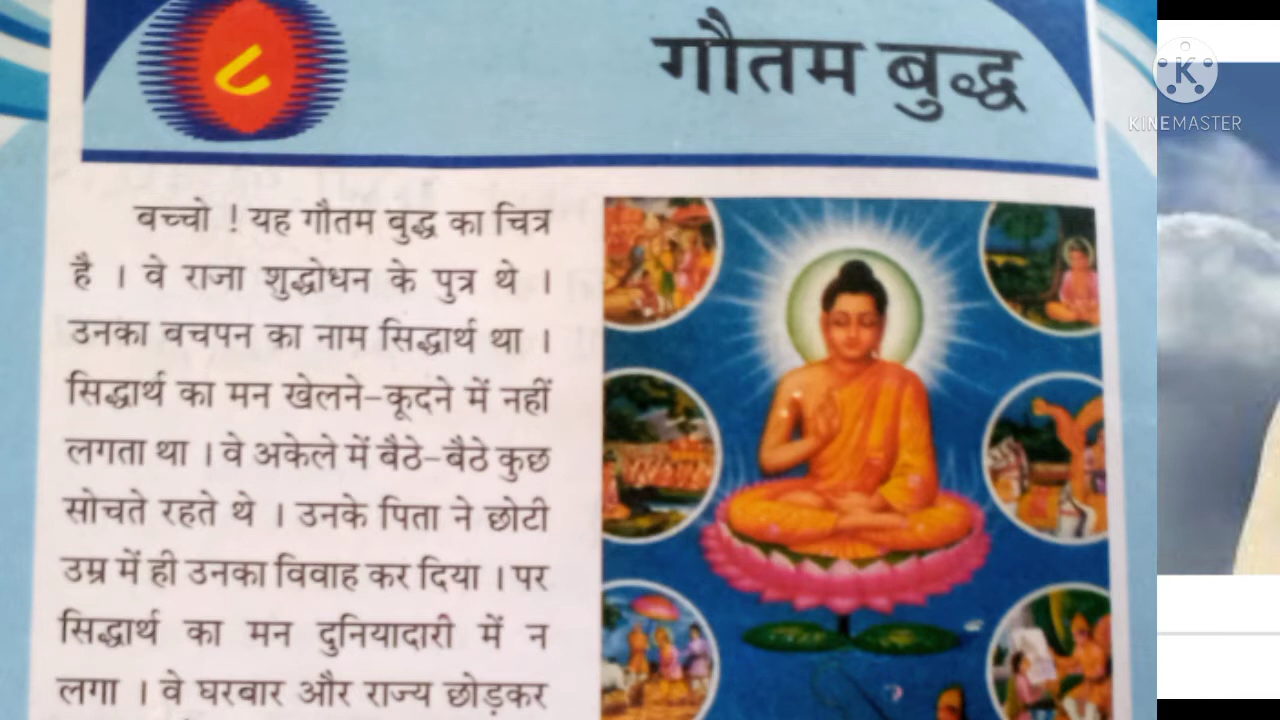 ८
गौतम बुद्ध
बच्चो ! यह गौतम बुद्ध का चित्र
है । वे राजा शुद्धोधन के पुत्र थे ।
उनका बचपन का नाम सिद्धार्थ था ।
सिद्धार्थ का मन खेलने-कूदने में नहीं
लगता था । वे अकेले में बैठे-बैठे कुछ
सोचते रहते थे । उनके पिता ने छोटी
उम्र में ही उनका विवाह कर दिया । पर
सिद्धार्थ का मन दुनियादारी में न
लगा । वे घरबार और राज्य छोड़कर
K
KINEMASTER